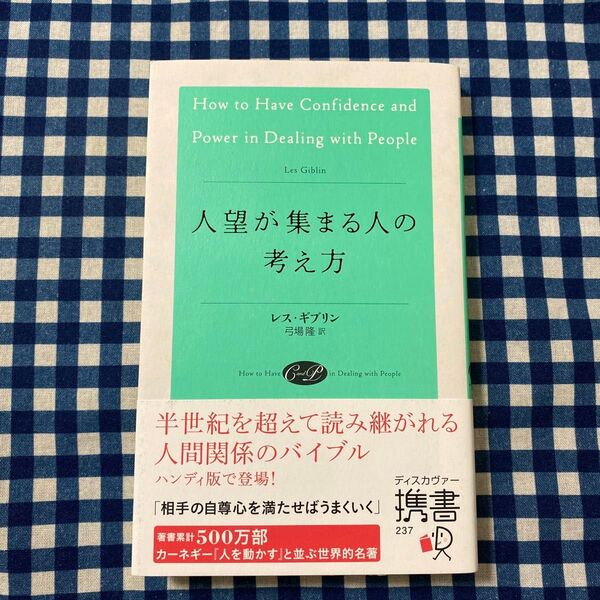 How to Have Confidence and
Power in Dealing with People
Les Giblin
人望が集まる人の
考え方
レス・ギブリン
弓場隆 訳
How to Have C and P in Dealing with People
半世紀を超えて読み継がれる
人間関係のバイブル
ハンディ版で登場!
「相手の自尊心を満たせばうまくいく」
著書累計500万部
カーネギー『人を動かす』と並ぶ世界的名著
ディスカヴァー
携書
237